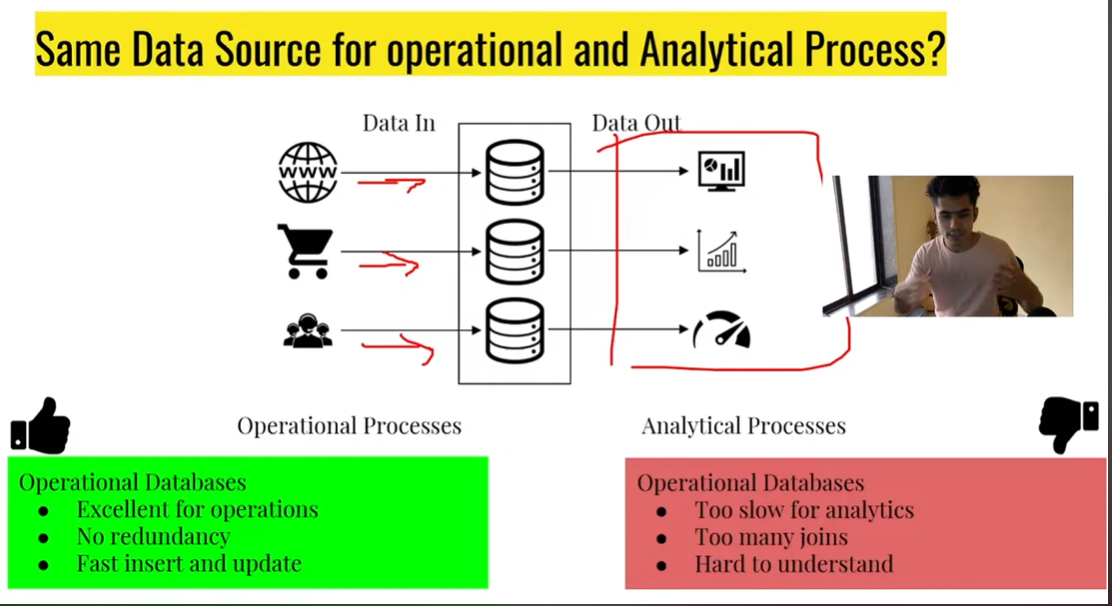 Same Data Source for operational and Analytical Process?
Data In
Data Out
WWW
Operational Processes
Analytical Processes
Operational Databases
● Excellent for operations
● No redundancy
● Fast insert and update
Operational Databases
● Too slow for analytics
● Too many joins
● Hard to understand